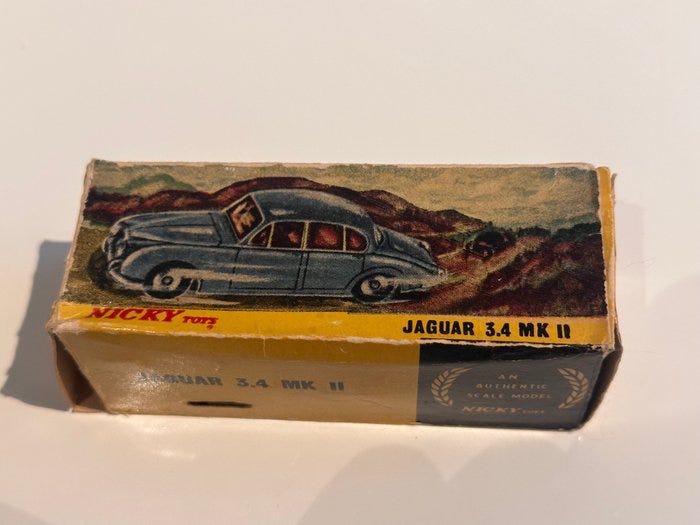 NICKY TOYS
JAGUAR 3.4 MK II
JAGUAR 3.4 MK II
AN
AUTHENTIC
SCALE MODEL
NICKY TOYS